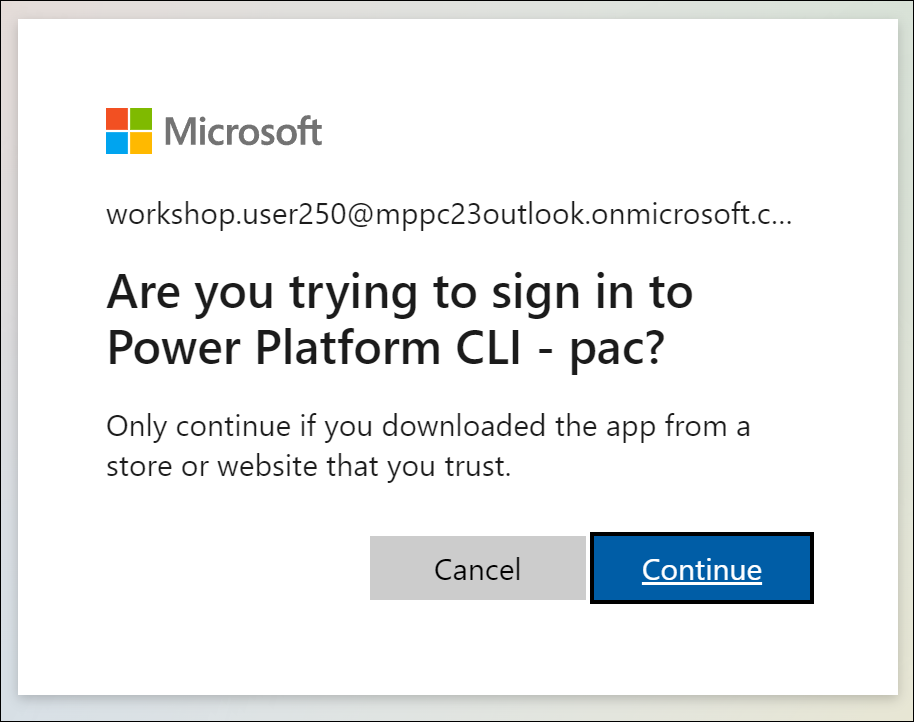 Microsoft
workshop.user250@mppc23outlook.onmicrosoft.c...
Are you trying to sign in to
Power Platform CLI - pac?
Only continue if you downloaded the app from a
store or website that you trust.
Cancel
Continue